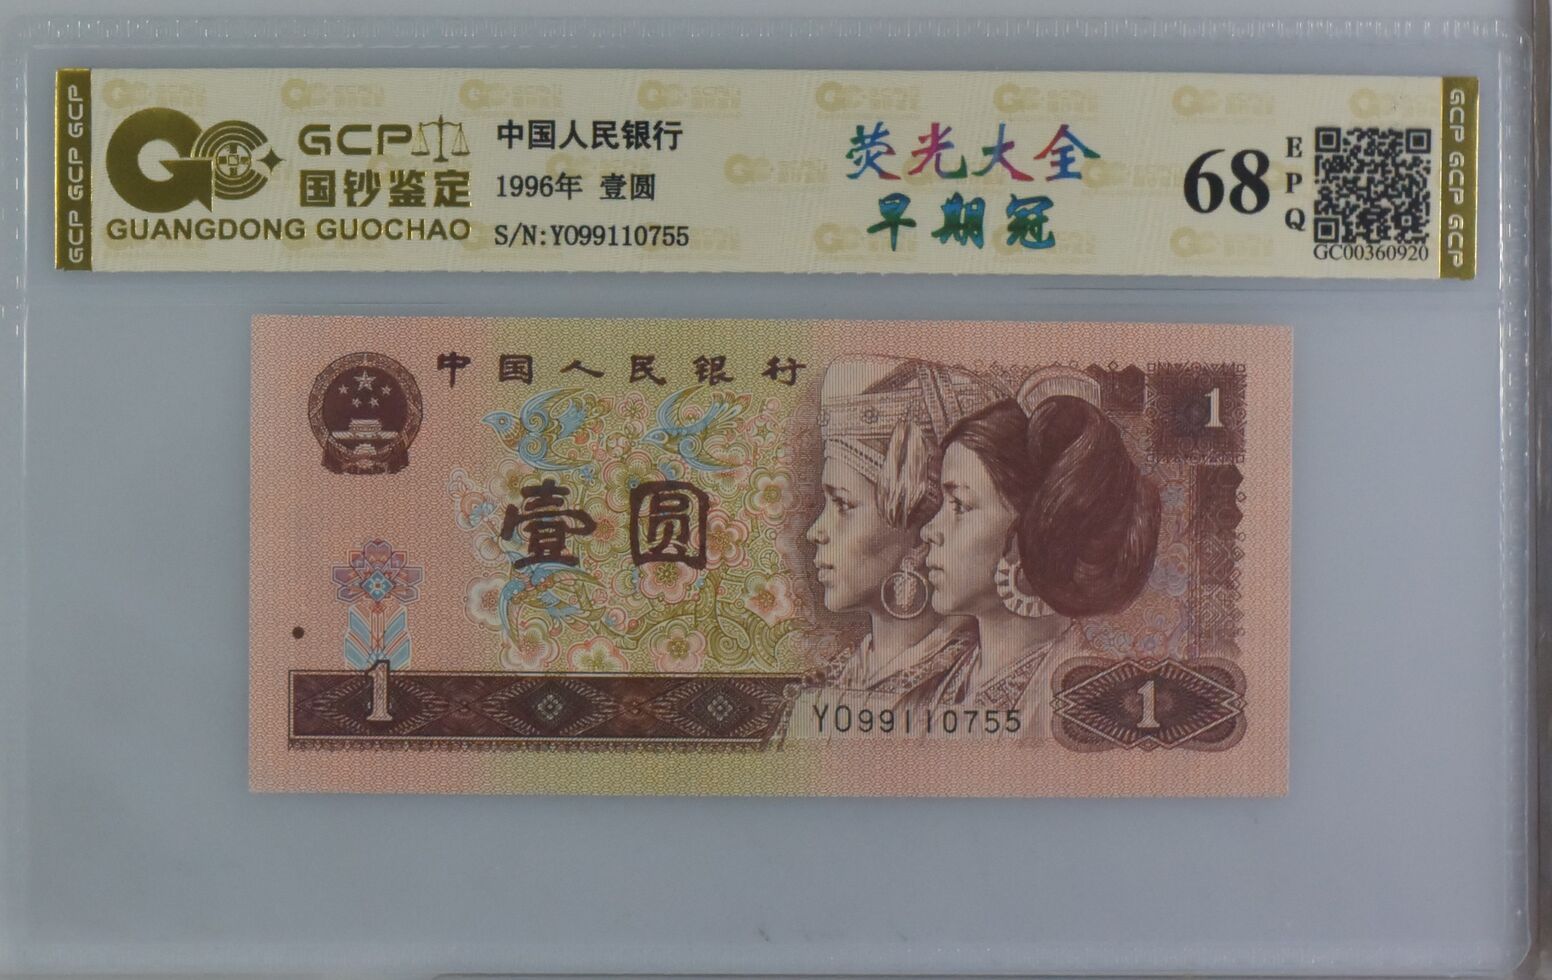 GCP GCP GCP
GCP
国钞鉴定
GUANGDONG GUOCHAO
中国人民银行
1996年 壹圆
S/N:YO99110755
荧光大全
早期冠
68
EPQ
GC00360920
GCP GCP GCP
中国人民银行
1
壹圆
1
YO99110755
1